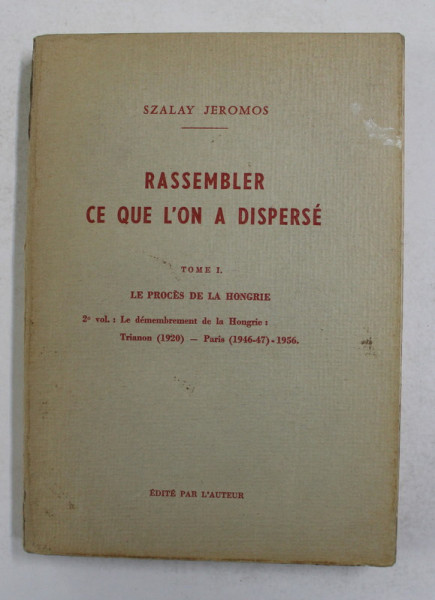 SZALAY JEROMOS
RASSEMBLER
CE QUE L'ON A DISPERSÉ
TOME I.
LE PROCÈS DE LA HONGRIE
2e vol. : Le démembrement de la Hongrie :
Trianon (1920) — Paris (1946-47) - 1956.
ÉDITÉ PAR L'AUTEUR